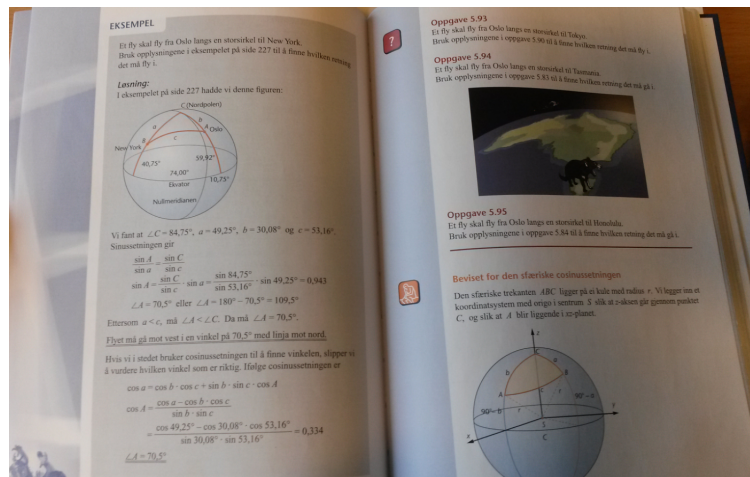 EKSEMPEL
Et fly skal fly fra Oslo langs en storsirkel til New York.
Bruk opplysningene i eksempelet på side 227 til å finne hvilken retning
det må fly i.
Løsning:
I eksempelet på side 227 hadde vi denne figuren:
C (Nordpolen)
a
b
A
Oslo
B
c
New York
40,75°
59,92°
74,00°
10,75°
Ekvator
Nullmeridianen
Vi fant at ∠C = 84,75°, a = 49,25°, b = 30,08° og c = 53,16°.
Sinussetningen gir
sin A / sin a = sin C / sin c
sin A = sin C / sin c · sin a = sin 84,75° / sin 53,16° · sin 49,25° = 0,943
∠A = 70,5° eller ∠A = 180° − 70,5° = 109,5°
Ettersom a < c, må ∠A < ∠C. Da må ∠A = 70,5°.
Flyet må gå mot vest i en vinkel på 70,5° med linja mot nord.
Hvis vi i stedet bruker cosinussetningen til å finne vinkelen, slipper vi
å vurdere hvilken vinkel som er riktig. Ifølge cosinussetningen er
cos a = cos b · cos c + sin b · sin c · cos A
cos A = cos a − cos b · cos c / sin b · sin c
= cos 49,25° − cos 30,08° · cos 53,16° / sin 30,08° · sin 53,16° = 0,334
∠A = 70,5°
?
Oppgave 5.93
Et fly skal fly fra Oslo langs en storsirkel til Tokyo.
Bruk opplysningene i oppgave 5.90 til å finne hvilken retning det må fly i.
Oppgave 5.94
Et fly skal fly fra Oslo langs en storsirkel til Tasmania.
Bruk opplysningene i oppgave 5.83 til å finne hvilken retning det må gå i.
Oppgave 5.95
Et fly skal fly fra Oslo langs en storsirkel til Honolulu.
Bruk opplysningene i oppgave 5.84 til å finne hvilken retning det må gå i.
Beviset for den sfæriske cosinussetningen
Den sfæriske trekanten ABC ligger på ei kule med radius r. Vi legger inn et
koordinatsystem med origo i sentrum S slik at z-aksen går gjennom punktet
C, og slik at A blir liggende i xz-planet.
z
C
a
b
B
A
c
r
r
90°−a
90°−b
y
S
x
C